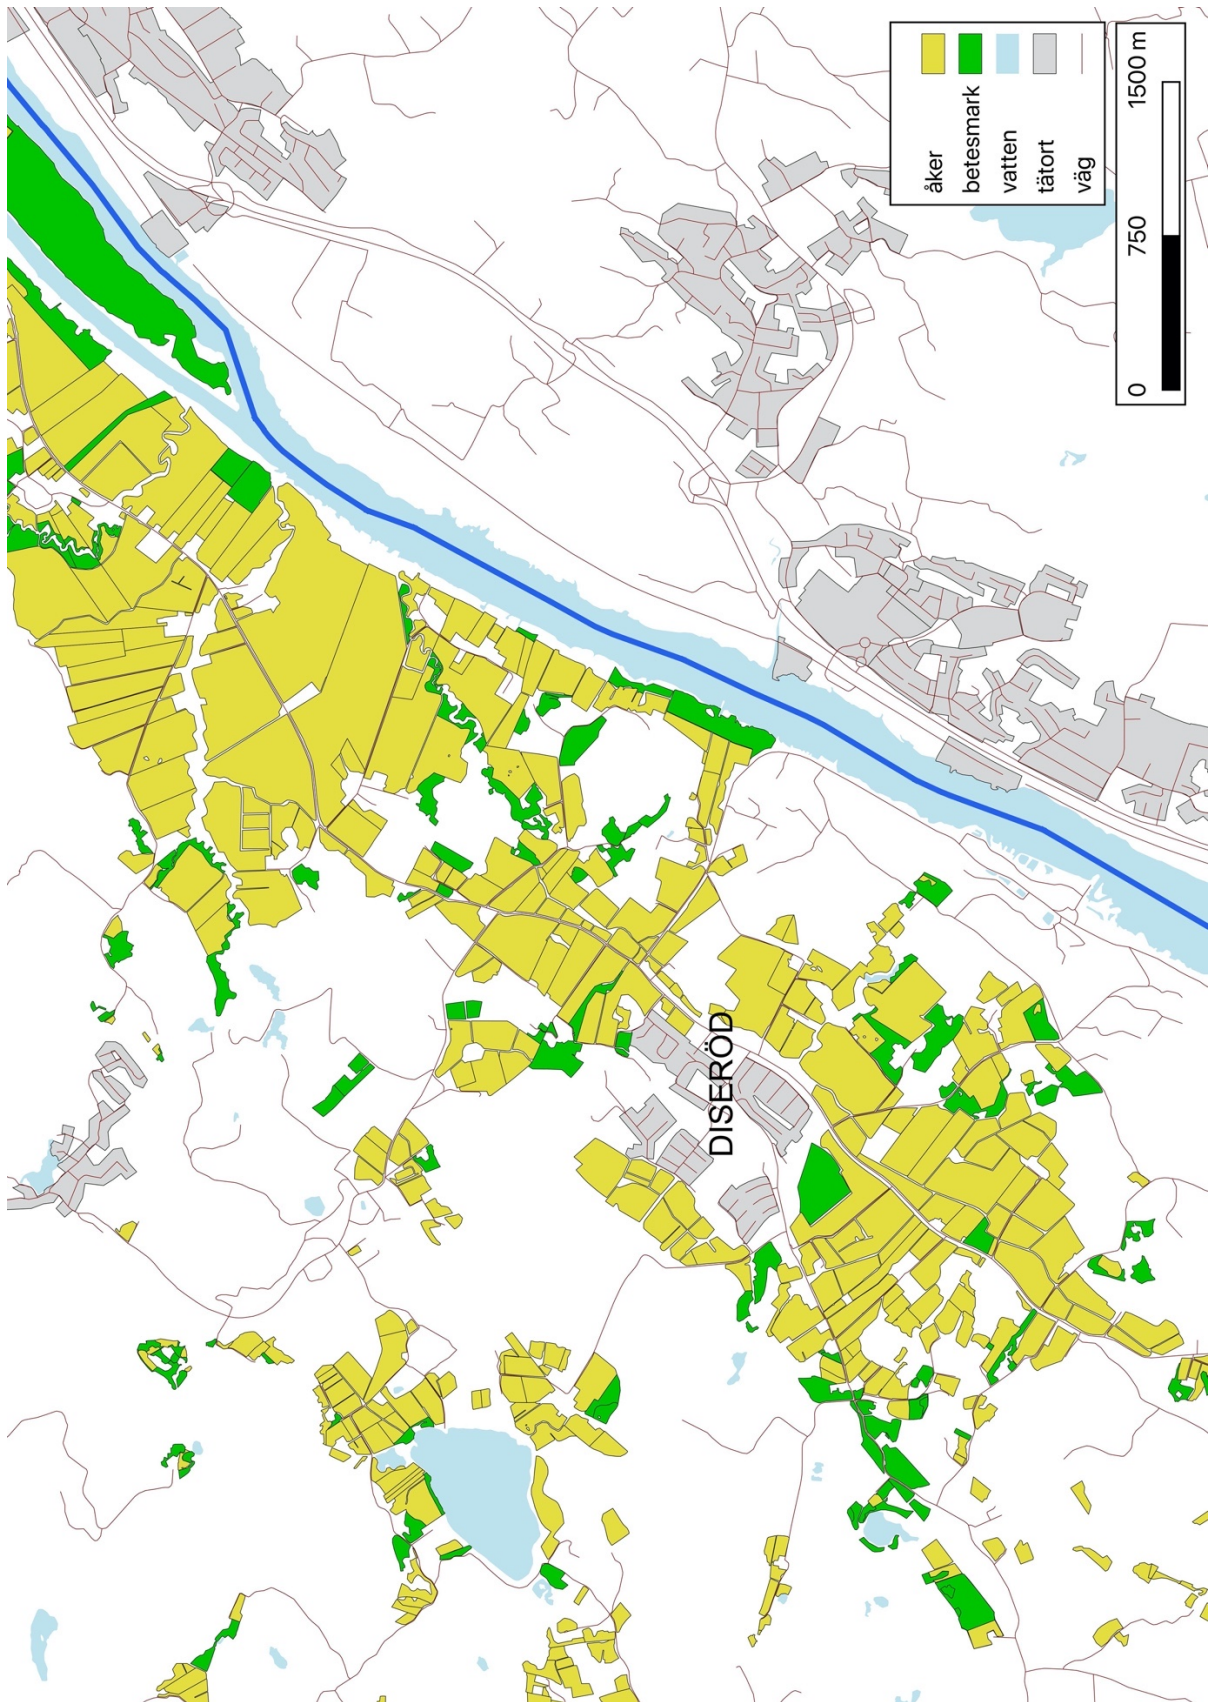 DISERÖD
åker
betesmark
vatten
tätort
väg
0 750 1500 m